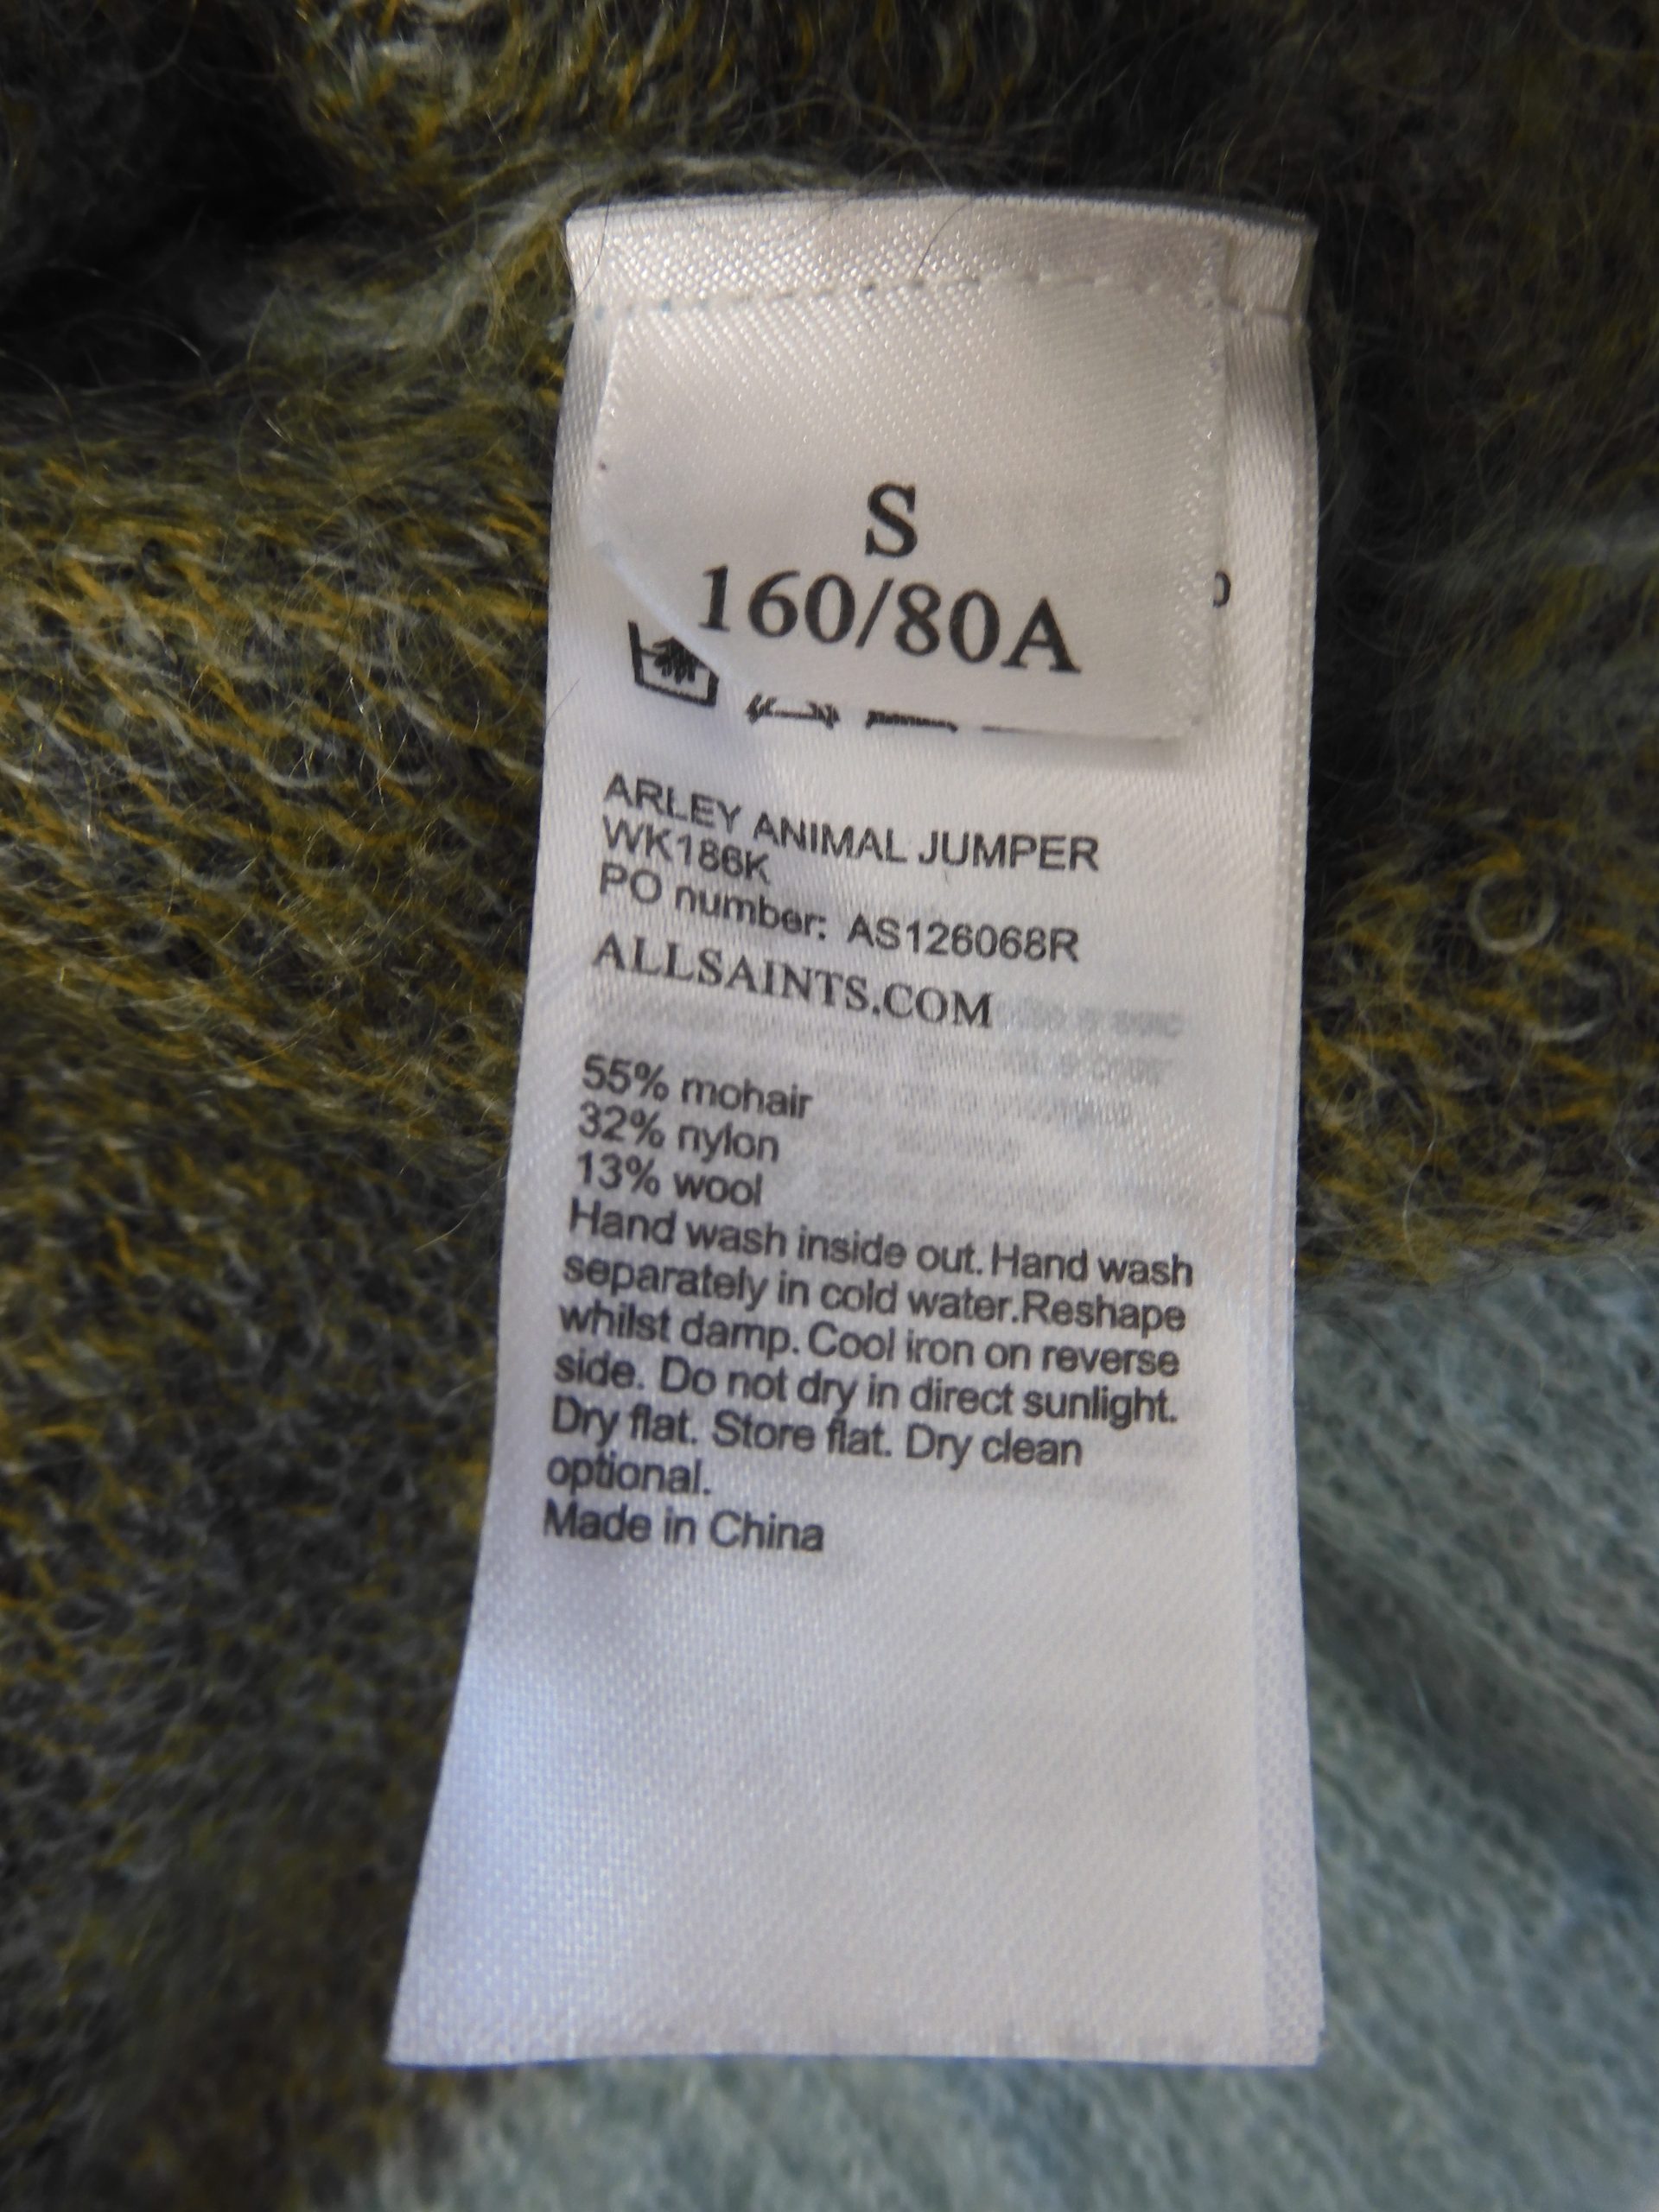 S
160/80A
ARLEY ANIMAL JUMPER
WK186K
PO number: AS126068R
ALLSAINTS.COM
55% mohair
32% nylon
13% wool
Hand wash inside out. Hand wash
separately in cold water.Reshape
whilst damp. Cool iron on reverse
side. Do not dry in direct sunlight.
Dry flat. Store flat. Dry clean
optional.
Made in China